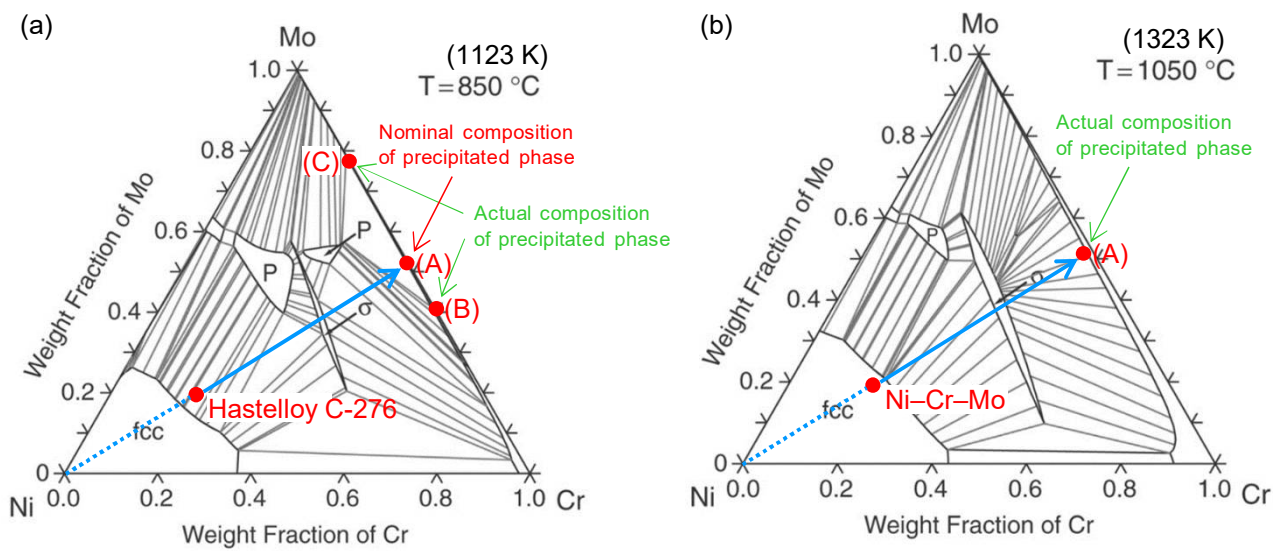 (a)
Mo
(1123 K)
T = 850 °C
1.0
Nominal composition
of precipitated phase
0.8
(C)
Actual composition
of precipitated phase
0.6
P
P
(A)
(B)
0.4
σ
Weight Fraction of Mo
0.2
Hastelloy C-276
fcc
0
Ni
0.0
0.2
0.4
0.6
0.8
1.0
Cr
Weight Fraction of Cr
(b)
Mo
(1323 K)
T = 1050 °C
1.0
Actual composition
of precipitated phase
0.8
0.6
P
(A)
σ
0.4
Weight Fraction of Mo
0.2
Ni–Cr–Mo
fcc
0
Ni
0.0
0.2
0.4
0.6
0.8
1.0
Cr
Weight Fraction of Cr